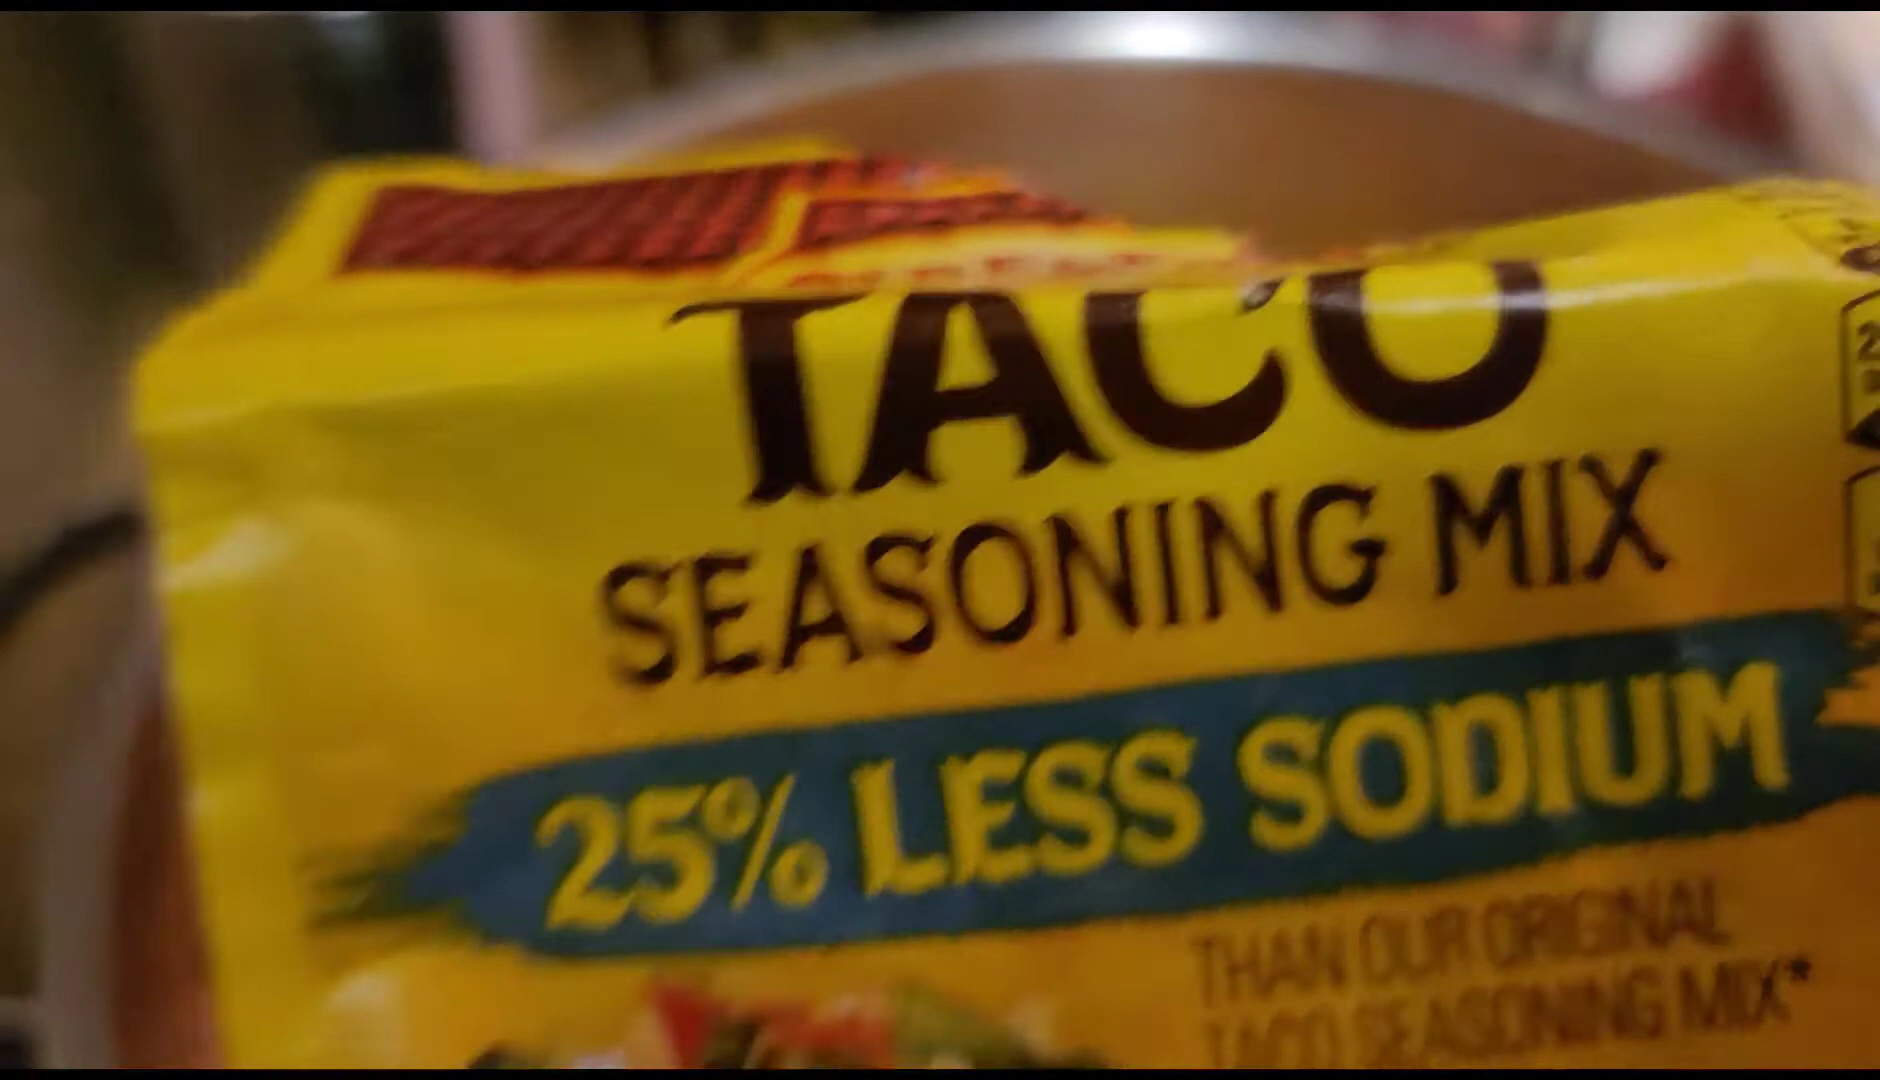 TACO
SEASONING MIX
25% LESS SODIUM
THAN OUR ORIGINAL
TACO SEASONING MIX*